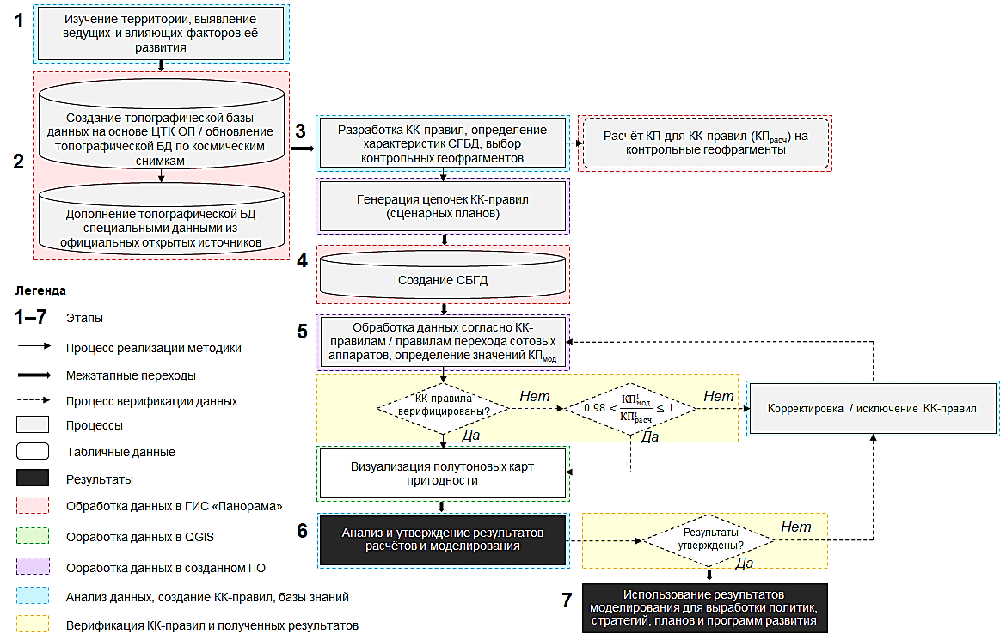 1
Изучение территории, выявление
ведущих и влияющих факторов её
развития
2
Создание топографической базы
данных на основе ЦТК ОП / обновление
топографической БД по космическим
снимкам
Дополнение топографической БД
специальными данными из
официальных открытых источников
3
Разработка КК-правил, определение
характеристик СГБД, выбор
контрольных геофрагментов
Расчёт КП для КК-правил (КПрасч) на
контрольные геофрагменты
Генерация цепочек КК-правил
(сценарных планов)
4
Создание СБГД
5
Обработка данных согласно КК-
правилам / правилам перехода сотовых
аппаратов, определение значений КПмод
КК-правила
верифицированы?
Нет
Да
0.98 < КПⁱмод / КПⁱрасч ≤ 1
Нет
Да
Корректировка / исключение КК-правил
Визуализация полутоновых карт
пригодности
6
Анализ и утверждение результатов
расчётов и моделирования
Результаты
утверждены?
Нет
Да
7
Использование результатов
моделирования для выработки политик,
стратегий, планов и программ развития
Легенда
1–7 Этапы
Процесс реализации методики
Межэтапные переходы
Процесс верификации данных
Процессы
Табличные данные
Результаты
Обработка данных в ГИС «Панорама»
Обработка данных в QGIS
Обработка данных в созданном ПО
Анализ данных, создание КК-правил, базы знаний
Верификация КК-правил и полученных результатов